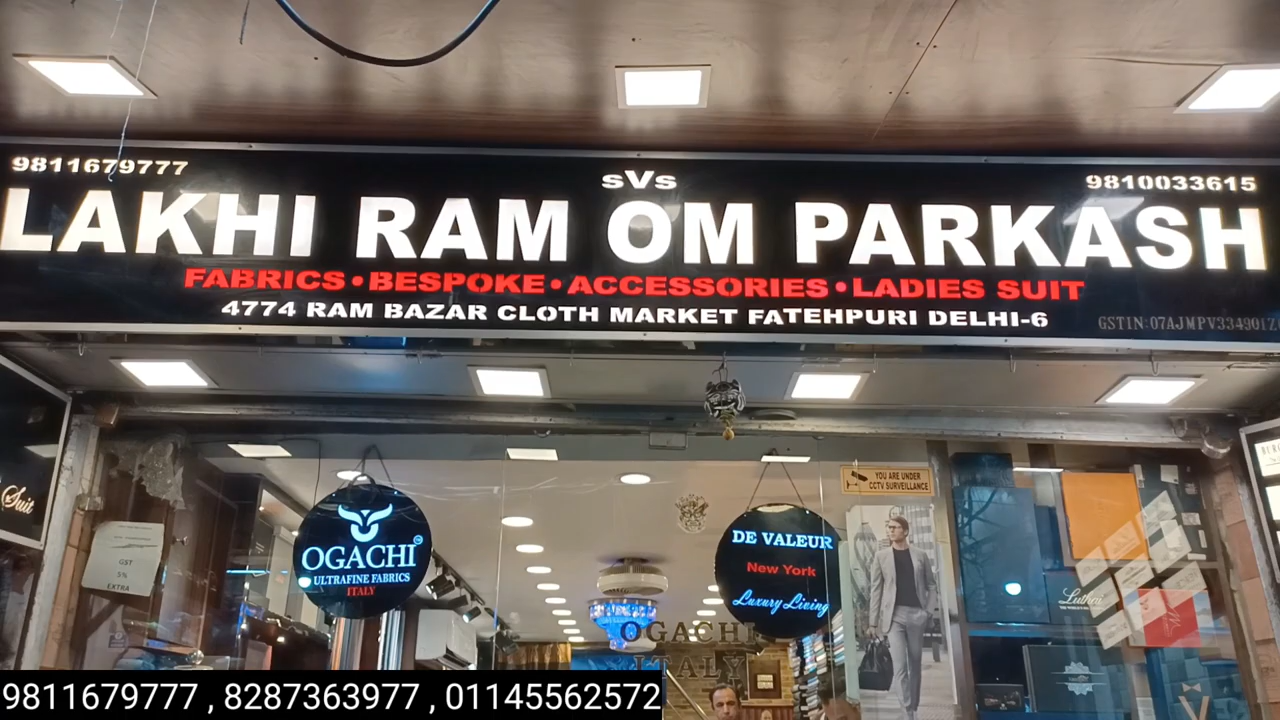 9811679777
sVs
9810033615
LAKHI RAM OM PARKASH
FABRICS • BESPOKE • ACCESSORIES • LADIES SUIT
4774 RAM BAZAR CLOTH MARKET FATEHPURI DELHI-6
Suit
YOU ARE UNDER
CCTV SURVEILLANCE
GST
5%
EXTRA
OGACHI
ULTRAFINE FABRICS
ITALY
DE VALEUR
New York
Luxury Living
OGACHI
ITALY
9811679777 , 8287363977 , 01145562572